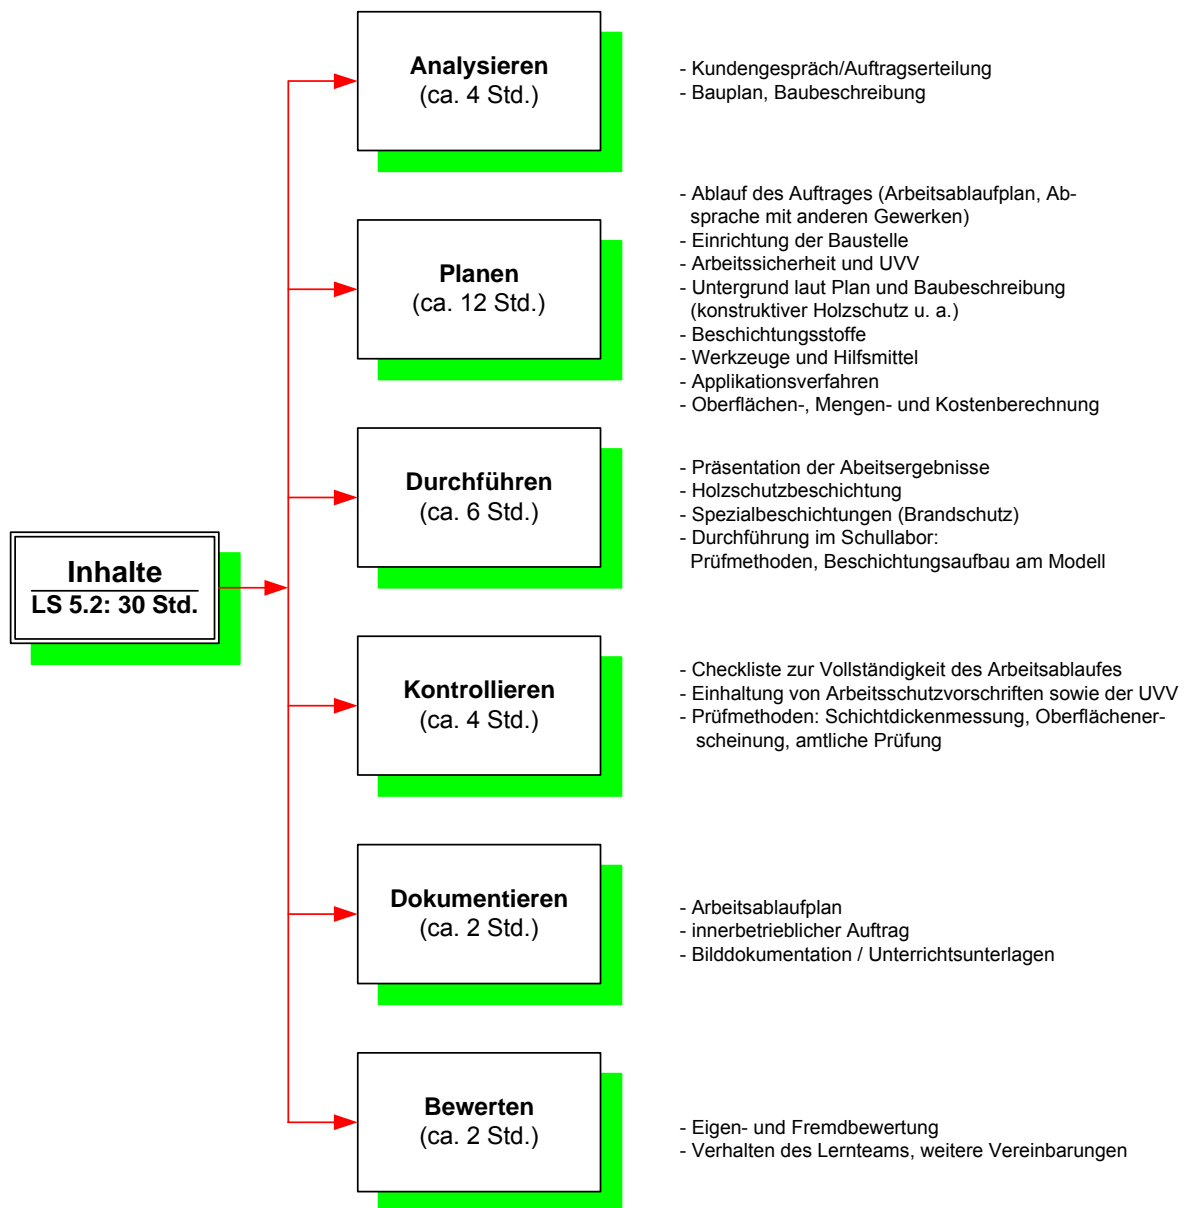 Analysieren
(ca. 4 Std.)
- Kundengespräch/Auftragserteilung
- Bauplan, Baubeschreibung
Planen
(ca. 12 Std.)
- Ablauf des Auftrages (Arbeitsablaufplan, Ab-
sprache mit anderen Gewerken)
- Einrichtung der Baustelle
- Arbeitssicherheit und UVV
- Untergrund laut Plan und Baubeschreibung
(konstruktiver Holzschutz u. a.)
- Beschichtungsstoffe
- Werkzeuge und Hilfsmittel
- Applikationsverfahren
- Oberflächen-, Mengen- und Kostenberechnung
Durchführen
(ca. 6 Std.)
- Präsentation der Abeitsergebnisse
- Holzschutzbeschichtung
- Spezialbeschichtungen (Brandschutz)
- Durchführung im Schullabor:
Prüfmethoden, Beschichtungsaufbau am Modell
Inhalte
LS 5.2: 30 Std.
Kontrollieren
(ca. 4 Std.)
- Checkliste zur Vollständigkeit des Arbeitsablaufes
- Einhaltung von Arbeitsschutzvorschriften sowie der UVV
- Prüfmethoden: Schichtdickenmessung, Oberflächener-
scheinung, amtliche Prüfung
Dokumentieren
(ca. 2 Std.)
- Arbeitsablaufplan
- innerbetrieblicher Auftrag
- Bilddokumentation / Unterrichtsunterlagen
Bewerten
(ca. 2 Std.)
- Eigen- und Fremdbewertung
- Verhalten des Lernteams, weitere Vereinbarungen